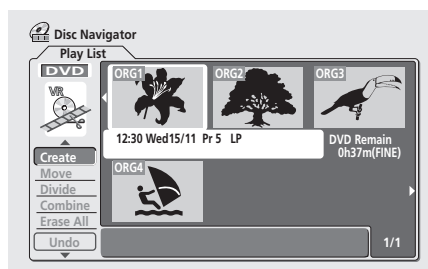 Disc Navigator
Play List
DVD
VR
ORG1
ORG2
ORG3
12:30 Wed15/11 Pr 5 LP
DVD Remain
0h37m(FINE)
Create
Move
Divide
Combine
Erase All
Undo
ORG4
1/1